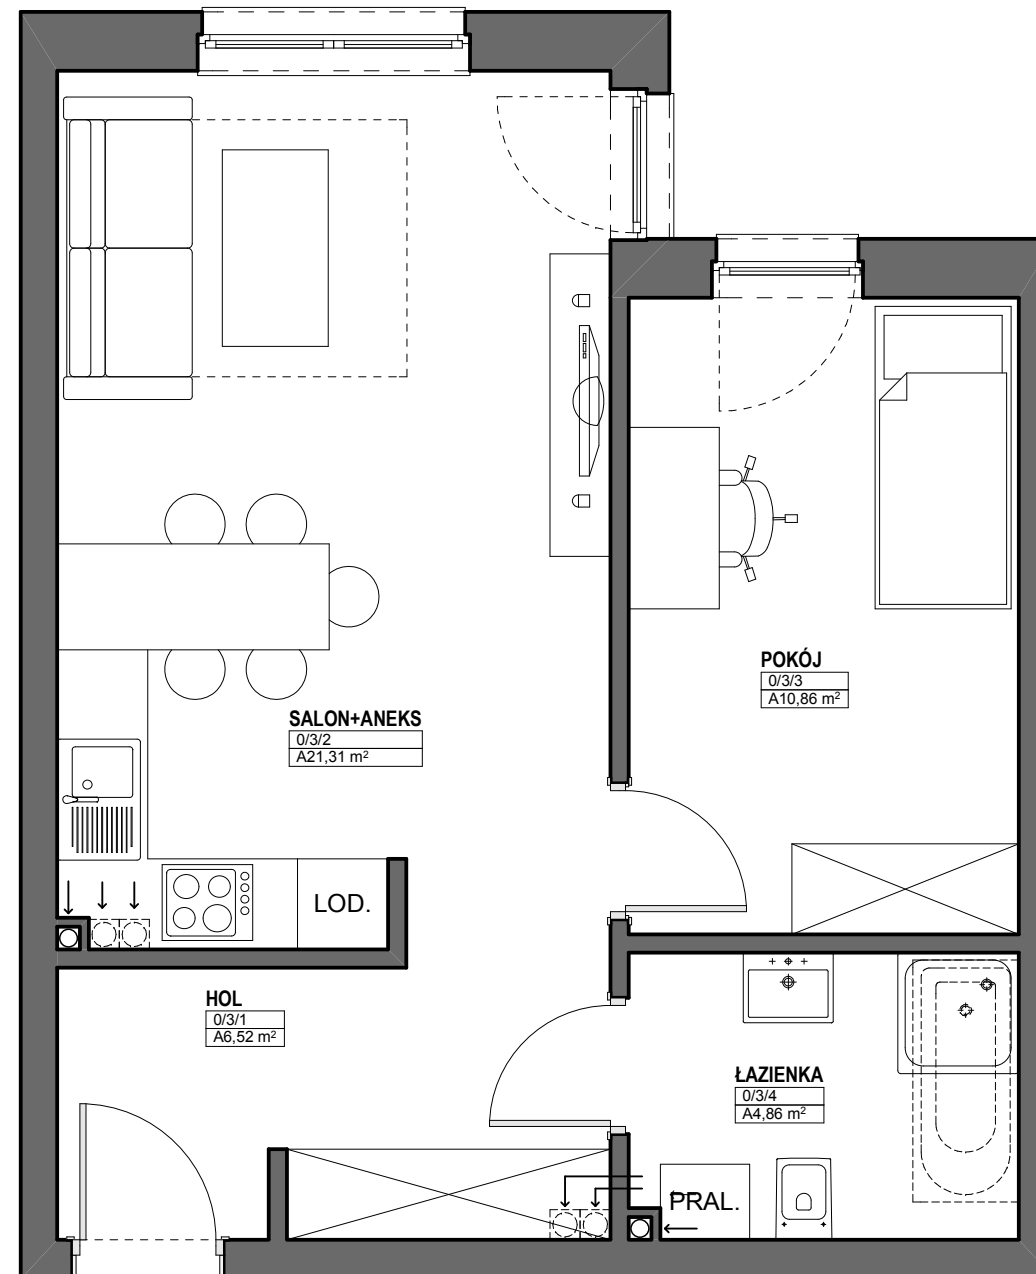 POKÓJ
0/3/3
A10,86 m²
SALON+ANEKS
0/3/2
A21,31 m²
LOD.
HOL
0/3/1
A6,52 m²
ŁAZIENKA
0/3/4
A4,86 m²
PRAL.